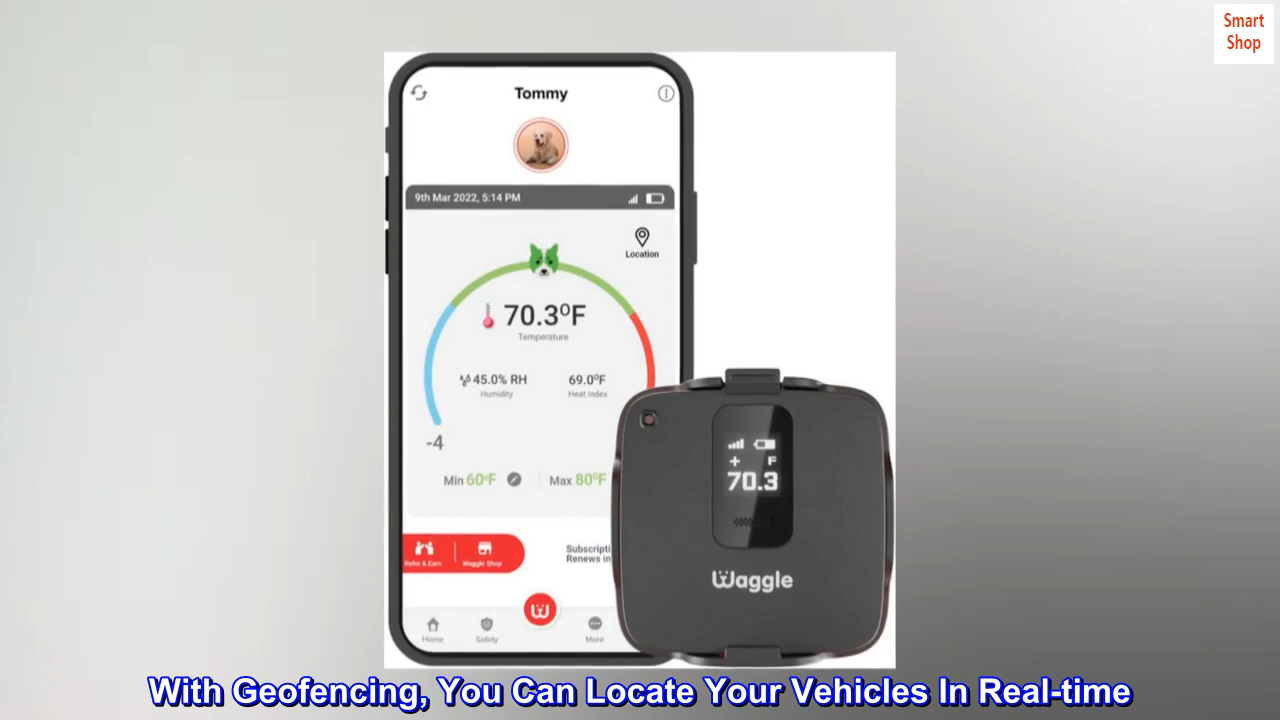 Smart
Shop
Tommy
9th Mar 2022, 5:14 PM
Location
70.3°F
Temperature
45.0% RH
69.0°F
Humidity
Heat Index
-4
Min 60°F
Max 80°F
Refer & Earn
Waggle Shop
Subscripti
Renews in
Home
Safety
More
+ F
70.3
Waggle
With Geofencing, You Can Locate Your Vehicles In Real-time